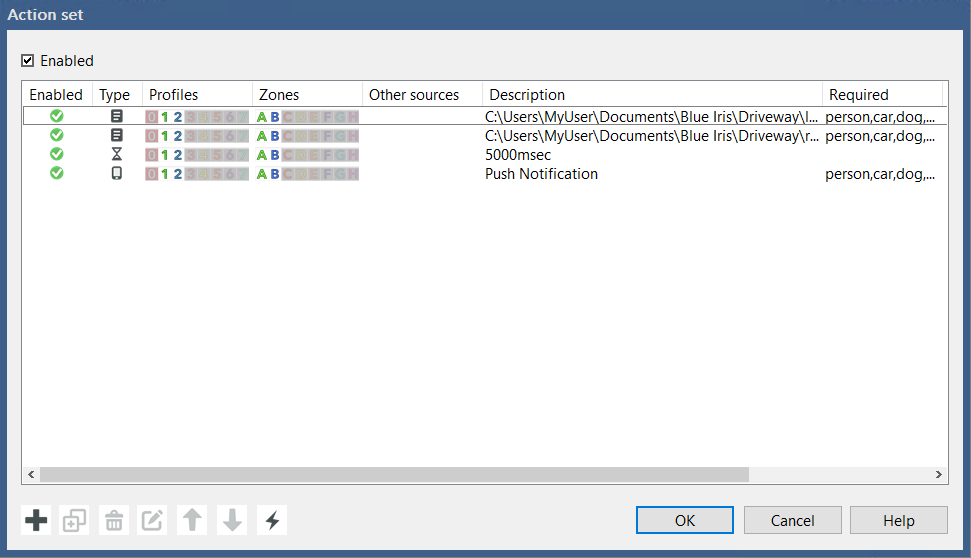 Action set
Enabled
Enabled Type Profiles Zones Other sources Description Required
0 1 2 3 4 5 6 7 A B C D E F G H C:\Users\MyUser\Documents\Blue Iris\Driveway\I... person,car,dog,...
0 1 2 3 4 5 6 7 A B C D E F G H C:\Users\MyUser\Documents\Blue Iris\Driveway\r... person,car,dog,...
0 1 2 3 4 5 6 7 A B C D E F G H 5000msec
0 1 2 3 4 5 6 7 A B C D E F G H Push Notification person,car,dog,...
OK Cancel Help